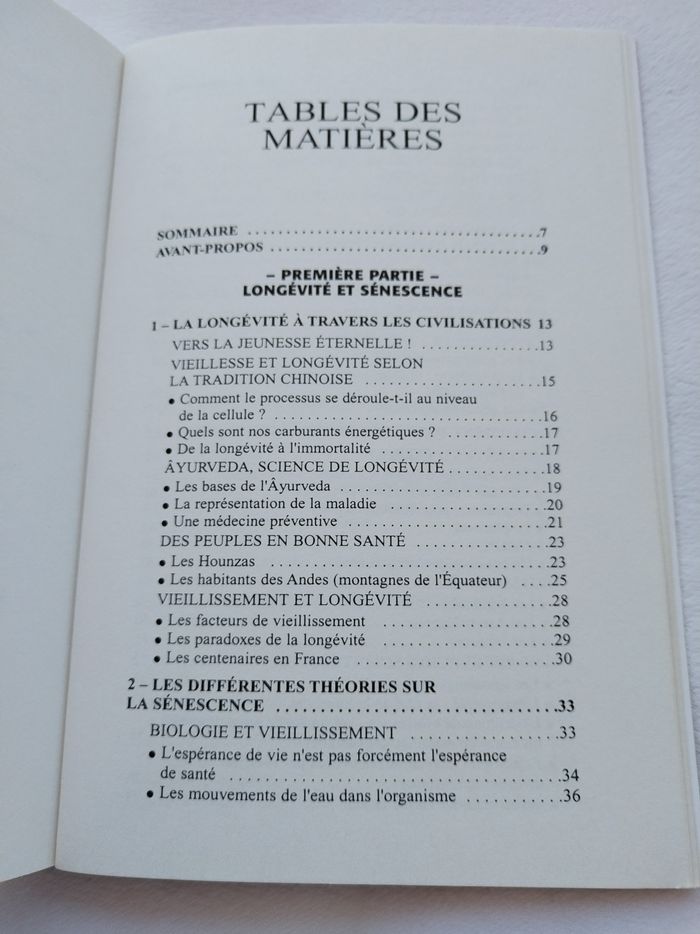 TABLES DES
MATIÈRES
SOMMAIRE ........................................7
AVANT-PROPOS .....................................9
– PREMIÈRE PARTIE –
LONGÉVITÉ ET SÉNESCENCE
1 – LA LONGÉVITÉ À TRAVERS LES CIVILISATIONS 13
VERS LA JEUNESSE ÉTERNELLE ! ................13
VIEILLESSE ET LONGÉVITÉ SELON
LA TRADITION CHINOISE .......................15
• Comment le processus se déroule-t-il au niveau
de la cellule ? ....................................16
• Quels sont nos carburants énergétiques ? ............17
• De la longévité à l'immortalité .....................17
ÂYURVEDA, SCIENCE DE LONGÉVITÉ ............18
• Les bases de l'Âyurveda ..........................19
• La représentation de la maladie ....................20
• Une médecine préventive ........................21
DES PEUPLES EN BONNE SANTÉ ................23
• Les Hounzas ...................................23
• Les habitants des Andes (montagnes de l'Équateur) ....25
VIEILLISSEMENT ET LONGÉVITÉ ...............28
• Les facteurs de vieillissement .....................28
• Les paradoxes de la longévité .....................29
• Les centenaires en France ........................30
2 – LES DIFFÉRENTES THÉORIES SUR
LA SÉNESCENCE .................................33
BIOLOGIE ET VIEILLISSEMENT ..................33
• L'espérance de vie n'est pas forcément l'espérance
de santé ........................................34
• Les mouvements de l'eau dans l'organisme ...........36